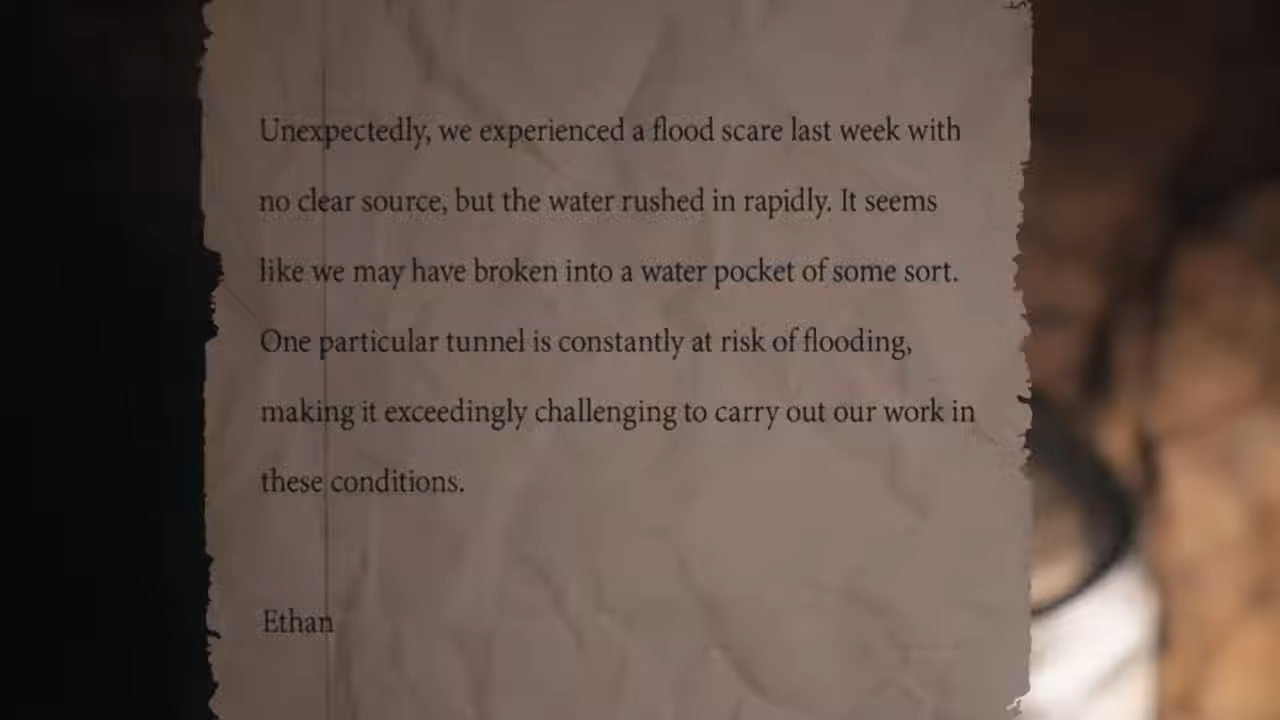 Unexpectedly, we experienced a flood scare last week with
no clear source, but the water rushed in rapidly. It seems
like we may have broken into a water pocket of some sort.
One particular tunnel is constantly at risk of flooding,
making it exceedingly challenging to carry out our work in
these conditions.
Ethan